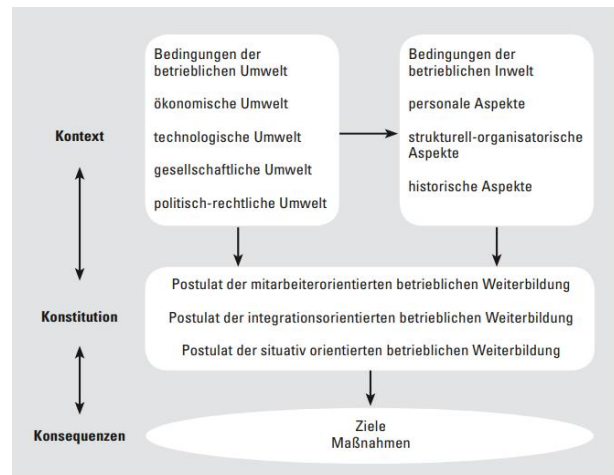 Kontext
Bedingungen der
betrieblichen Umwelt
ökonomische Umwelt
technologische Umwelt
gesellschaftliche Umwelt
politisch-rechtliche Umwelt
Bedingungen der
betrieblichen Inwelt
personale Aspekte
strukturell-organisatorische
Aspekte
historische Aspekte
Konstitution
Postulat der mitarbeiterorientierten betrieblichen Weiterbildung
Postulat der integrationsorientierten betrieblichen Weiterbildung
Postulat der situativ orientierten betrieblichen Weiterbildung
Konsequenzen
Ziele
Maßnahmen